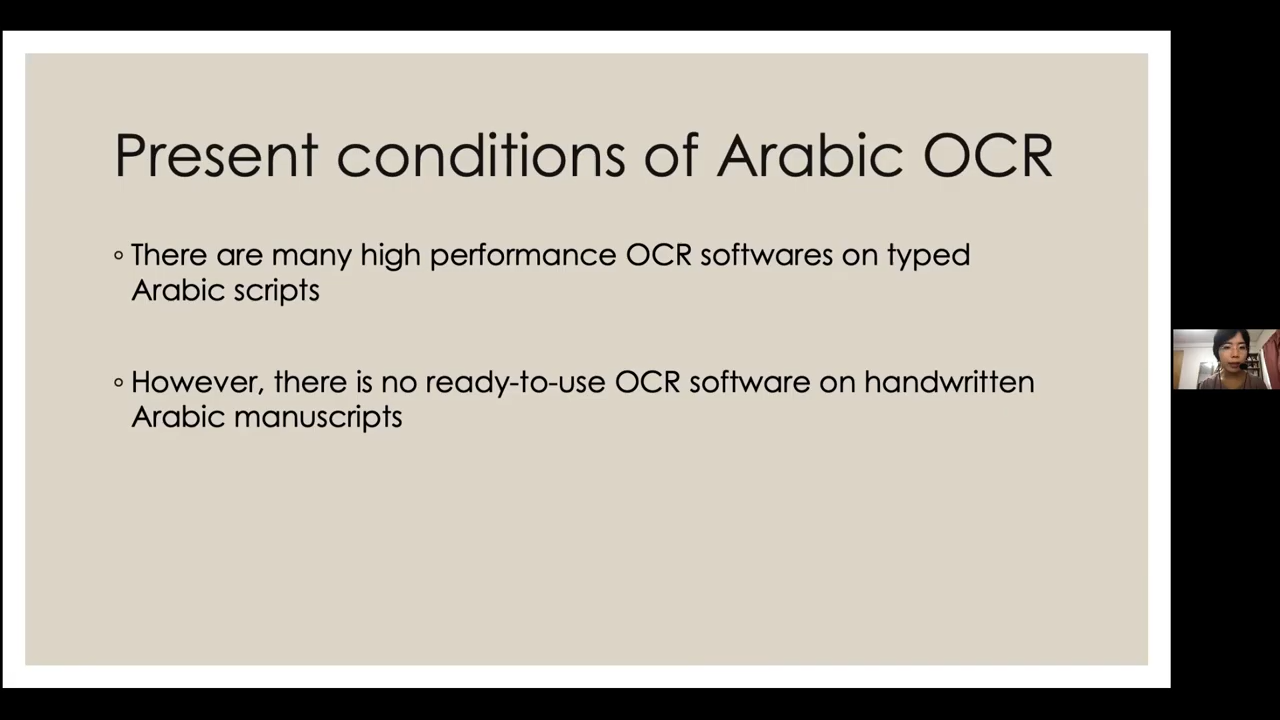 Present conditions of Arabic OCR
◦ There are many high performance OCR softwares on typed
Arabic scripts
◦ However, there is no ready-to-use OCR software on handwritten
Arabic manuscripts